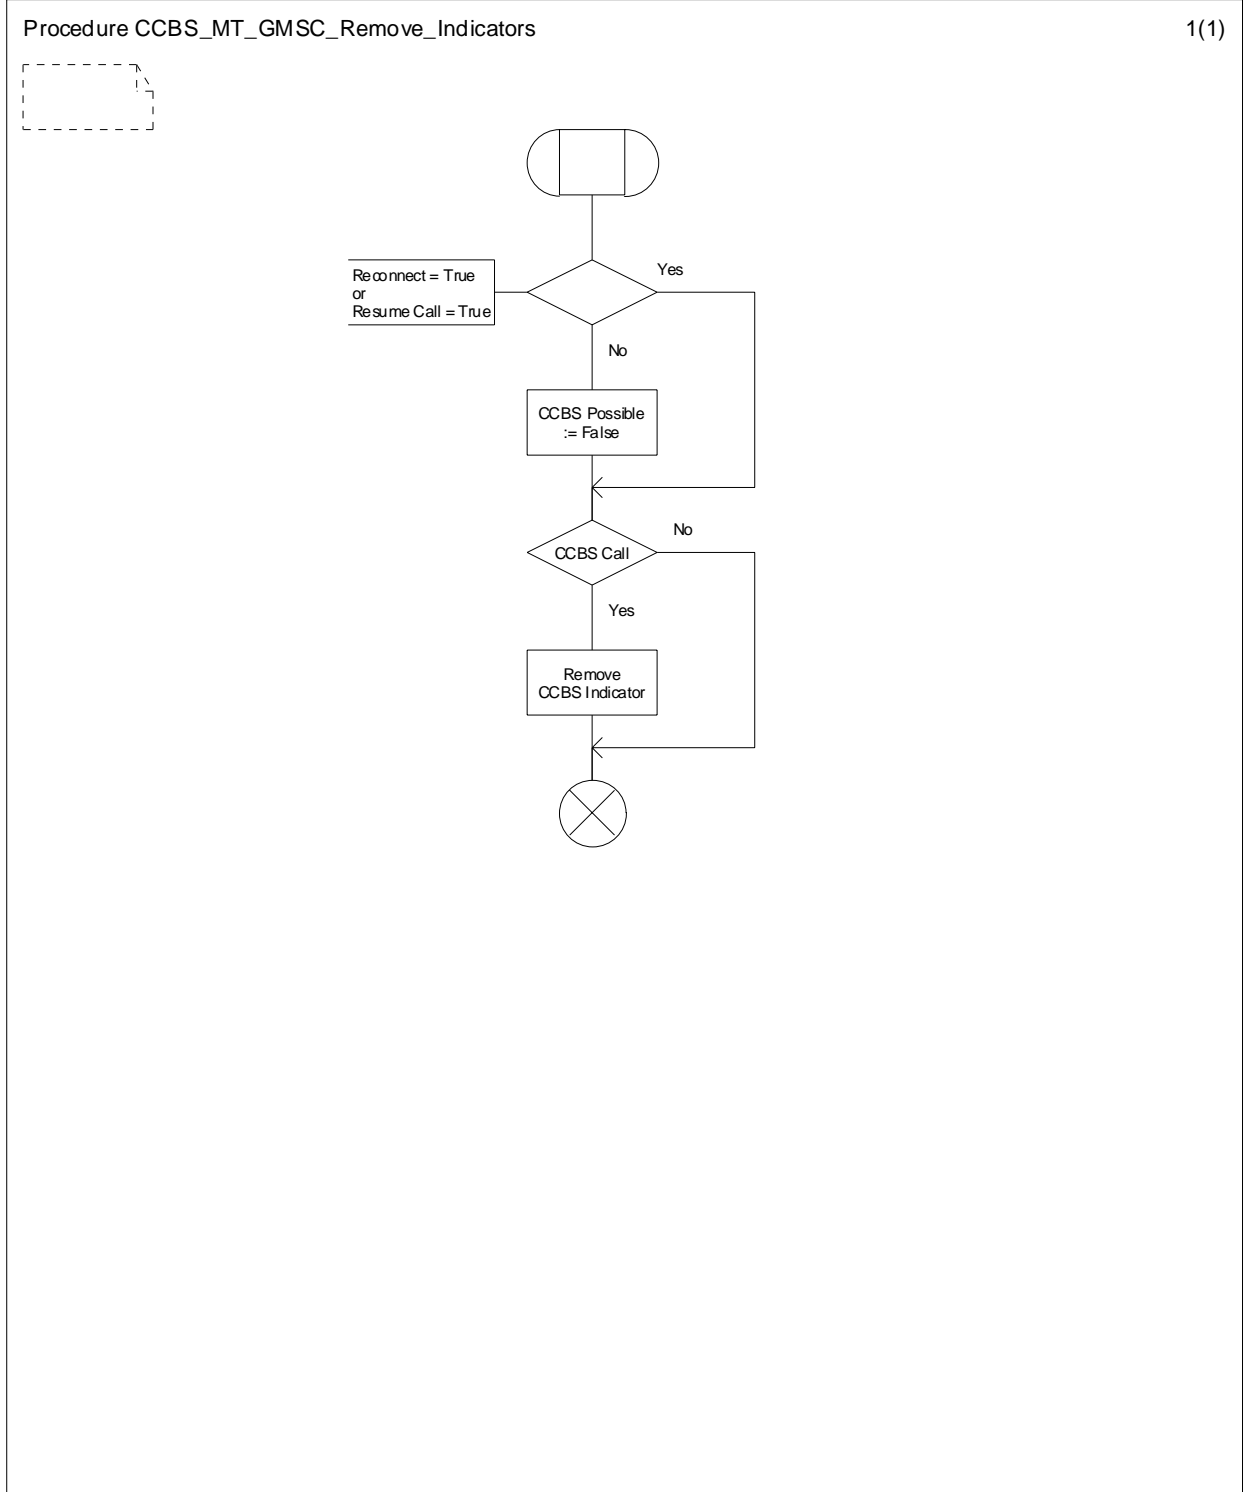 Procedure CCBS_MT_GMSC_Remove_Indicators
1(1)
Yes
Reconnect = True
or
Resume Call = True
No
CCBS Possible
:= False
No
CCBS Call
Yes
Remove
CCBS Indicator